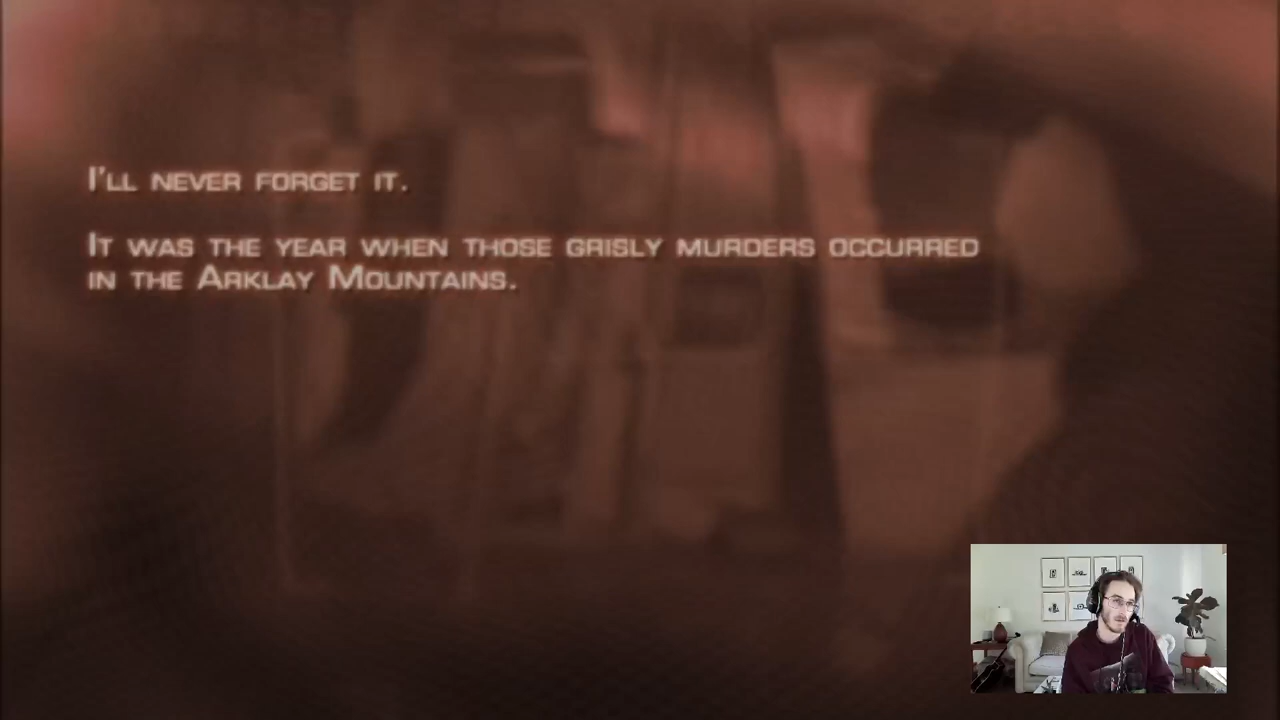 I'll never forget it.
It was the year when those grisly murders occurred
in the Arklay Mountains.